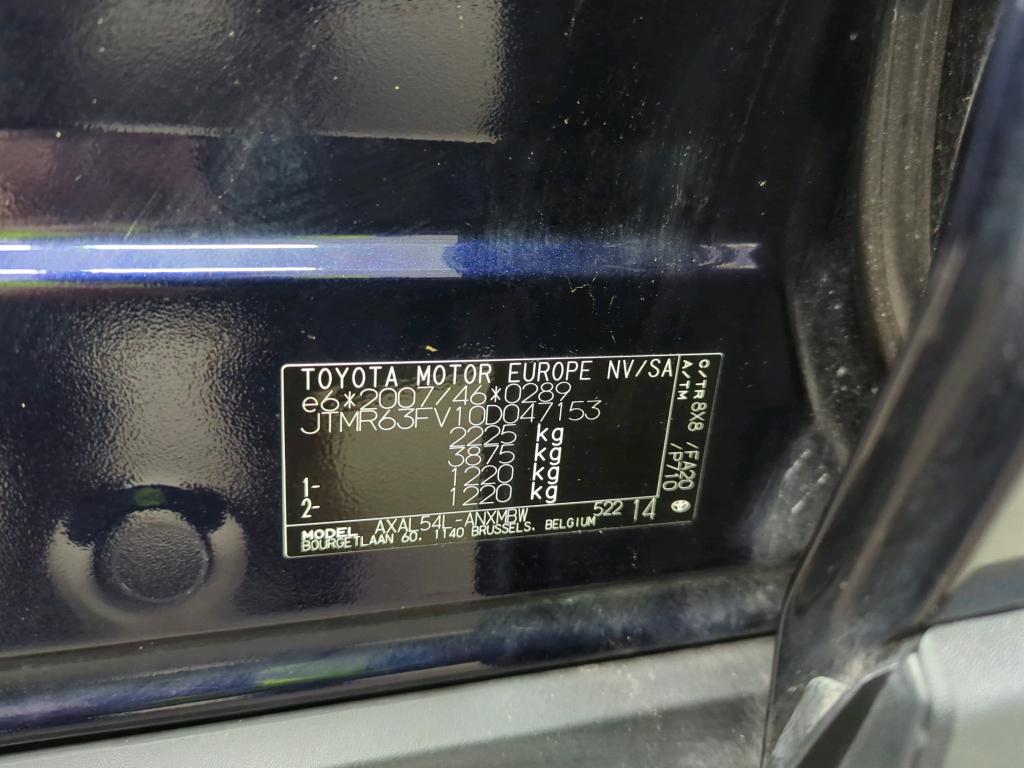 TOYOTA MOTOR EUROPE NV/SA
e6*2007/46*0289
JTMR63FV10D047153
2225 kg
3875 kg
1- 1220 kg
2- 1220 kg
MODEL AXAL54L-ANXMBW 522 14
BOURGETLAAN 60, 1140 BRUSSELS, BELGIUM
C/TR 8X8 /FA20
A/TM /P710